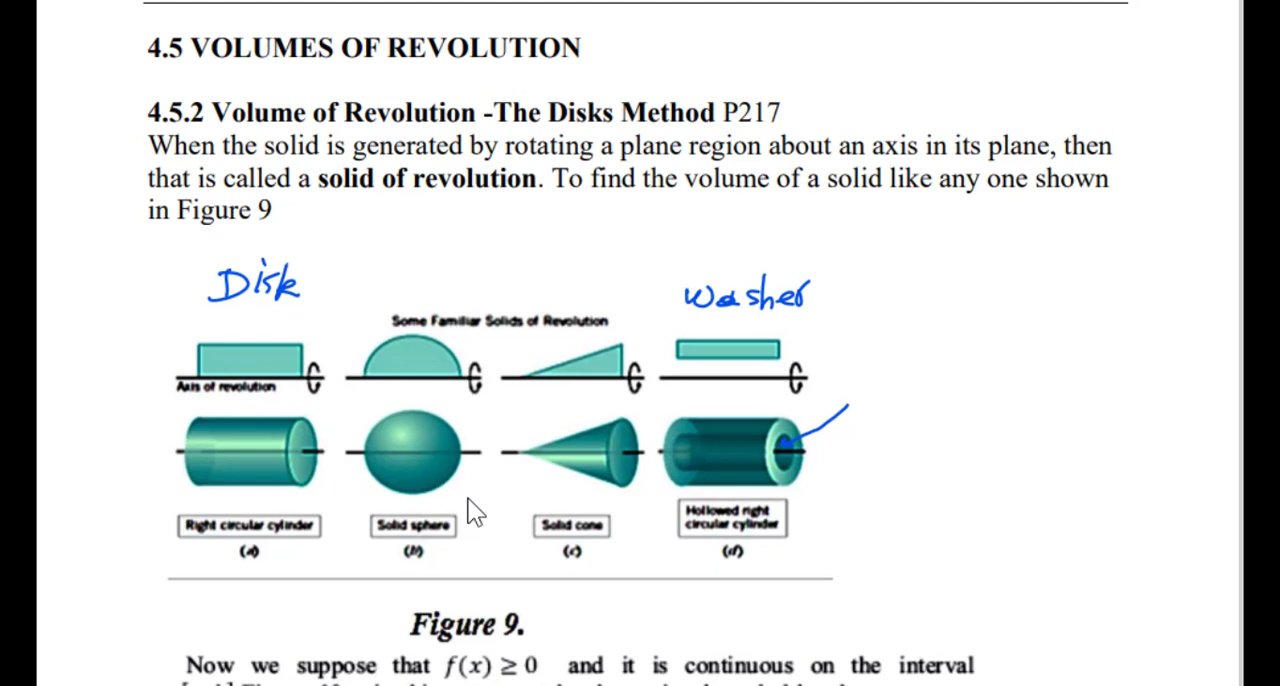 4.5 VOLUMES OF REVOLUTION
4.5.2 Volume of Revolution -The Disks Method P217
When the solid is generated by rotating a plane region about an axis in its plane, then
that is called a solid of revolution. To find the volume of a solid like any one shown
in Figure 9
Disk
Washer
Some Familiar Solids of Revolution
Axis of revolution
Right circular cylinder
Solid sphere
Solid cone
Hollowed right
circular cylinder
(a)
(b)
(c)
(d)
Figure 9.
Now we suppose that f(x) ≥ 0 and it is continuous on the interval